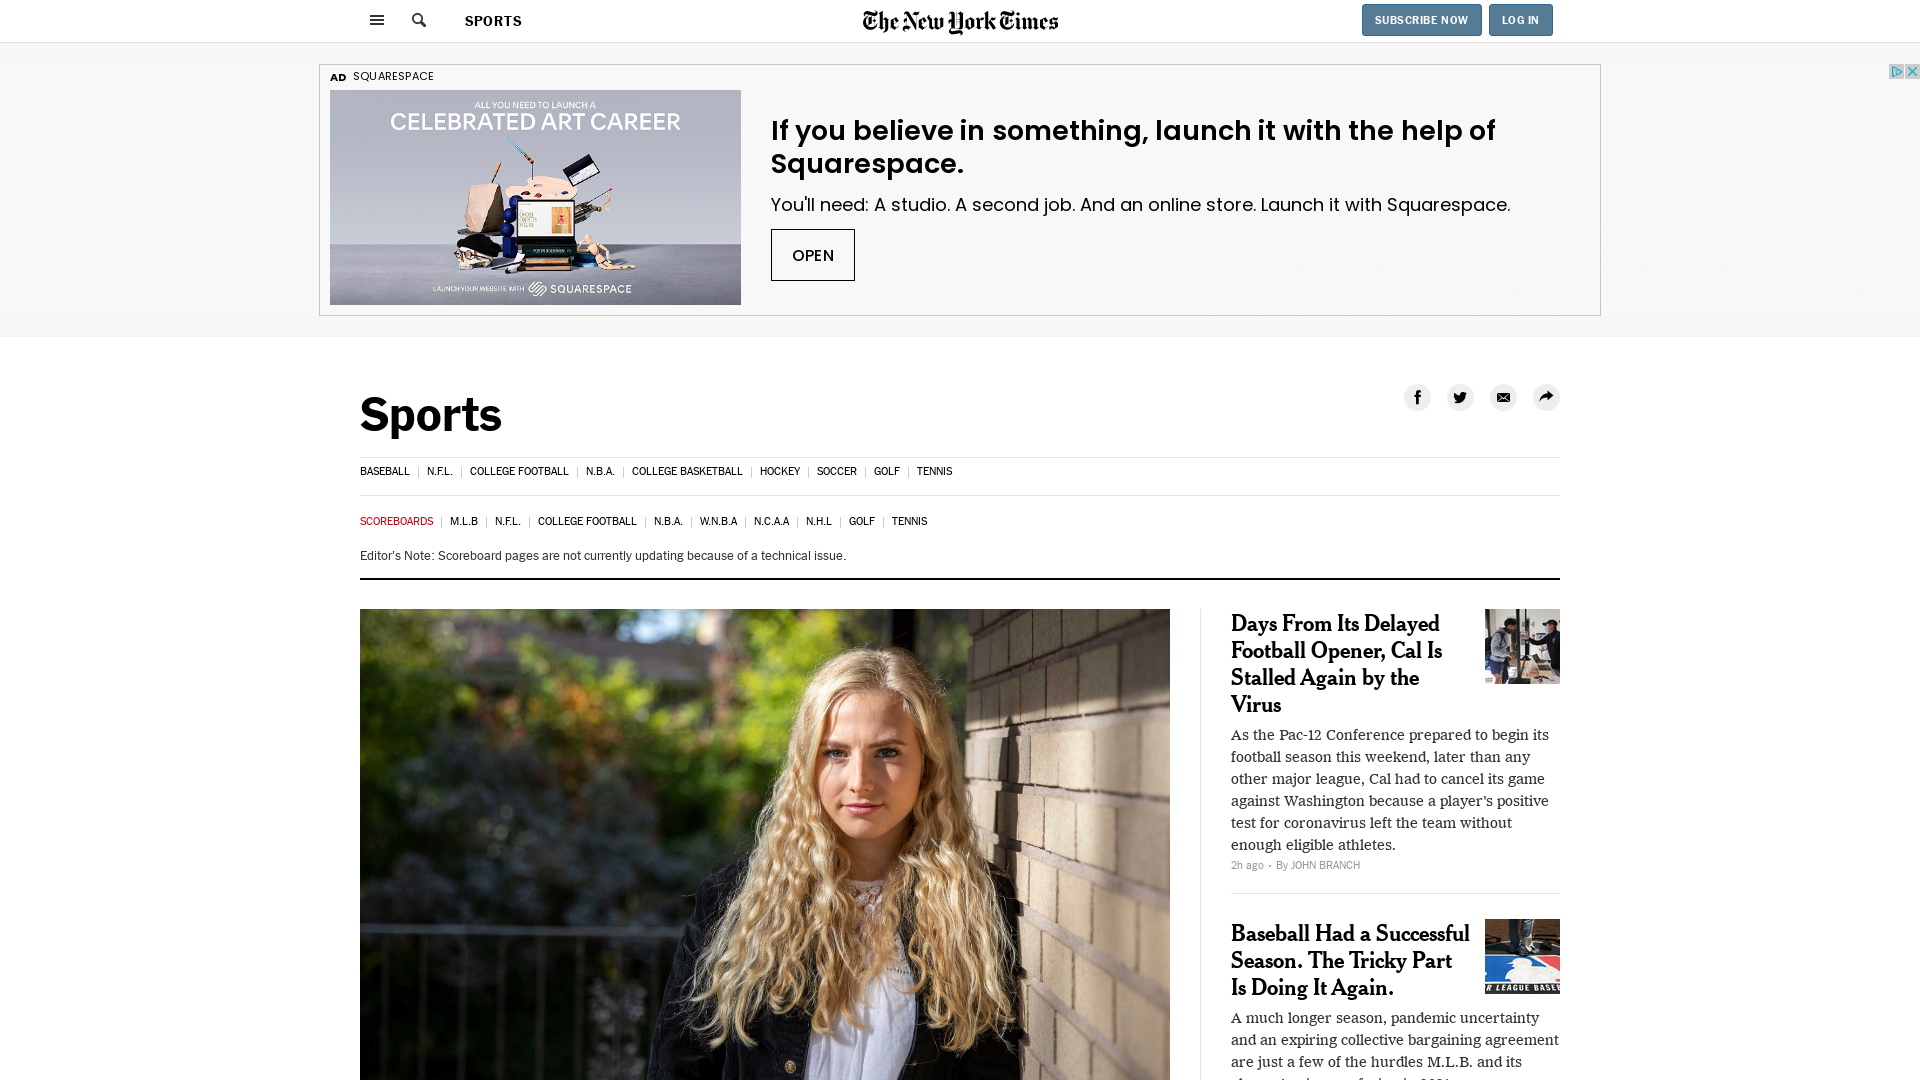 SPORTS
The New York Times
SUBSCRIBE NOW
LOG IN
AD SQUARESPACE
ALL YOU NEED TO LAUNCH A
CELEBRATED ART CAREER
LAUNCH YOUR WEBSITE WITH SQUARESPACE
If you believe in something, launch it with the help of
Squarespace.
You'll need: A studio. A second job. And an online store. Launch it with Squarespace.
OPEN
Sports
BASEBALL
N.F.L.
COLLEGE FOOTBALL
N.B.A.
COLLEGE BASKETBALL
HOCKEY
SOCCER
GOLF
TENNIS
SCOREBOARDS
M.L.B
N.F.L.
COLLEGE FOOTBALL
N.B.A.
W.N.B.A
N.C.A.A
N.H.L
GOLF
TENNIS
Editor's Note: Scoreboard pages are not currently updating because of a technical issue.
Days From Its Delayed
Football Opener, Cal Is
Stalled Again by the
Virus
As the Pac-12 Conference prepared to begin its
football season this weekend, later than any
other major league, Cal had to cancel its game
against Washington because a player's positive
test for coronavirus left the team without
enough eligible athletes.
2h ago • By JOHN BRANCH
Baseball Had a Successful
Season. The Tricky Part
Is Doing It Again.
R LEAGUE BASE
A much longer season, pandemic uncertainty
and an expiring collective bargaining agreement
are just a few of the hurdles M.L.B. and its